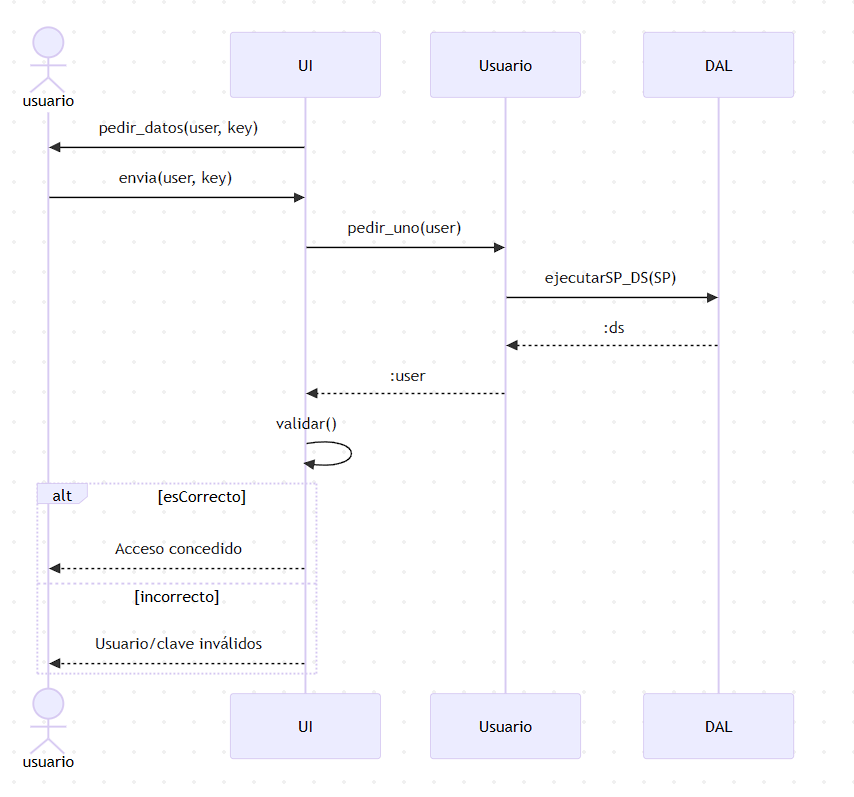 usuario
UI
Usuario
DAL
pedir_datos(user, key)
envia(user, key)
pedir_uno(user)
ejecutarSP_DS(SP)
:ds
:user
validar()
alt
[esCorrecto]
Acceso concedido
[incorrecto]
Usuario/clave inválidos
usuario
UI
Usuario
DAL